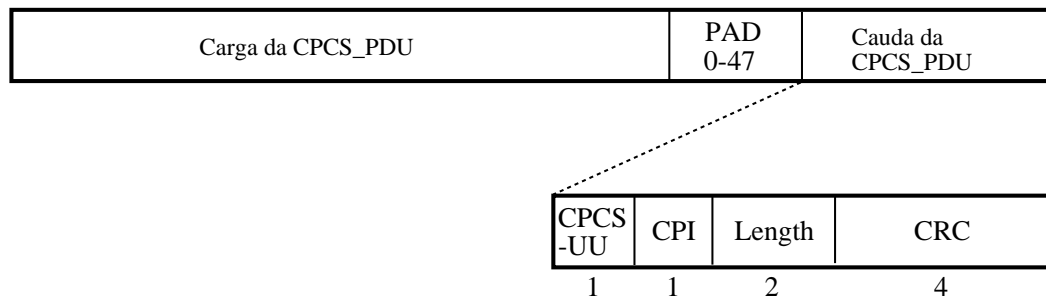 Carga da CPCS_PDU
PAD
0-47
Cauda da
CPCS_PDU
CPCS
-UU
CPI
Length
CRC
1
1
2
4